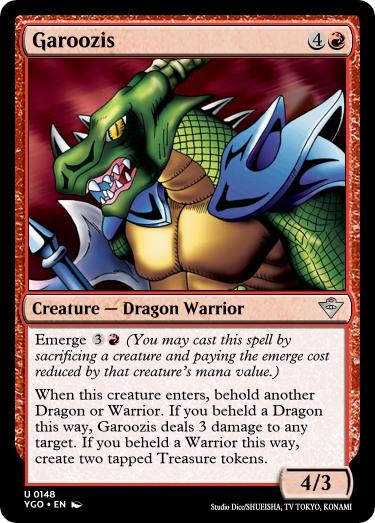 Garoozis 4
Creature — Dragon Warrior
Emerge 3 (You may cast this spell by
sacrificing a creature and paying the emerge cost
reduced by that creature's mana value.)
When this creature enters, behold another
Dragon or Warrior. If you beheld a Dragon
this way, Garoozis deals 3 damage to any
target. If you beheld a Warrior this way,
create two tapped Treasure tokens.
4/3
U 0148
YGO • EN Studio Dice/SHUEISHA, TV TOKYO, KONAMI